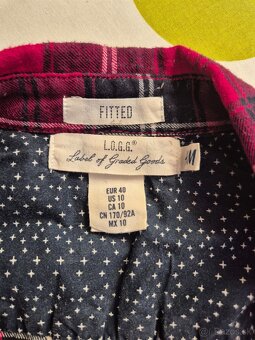 FITTED
L.O.G.G.®
Label of Graded Goods
M
EUR 40
US 10
CA 10
CN 170/92A
MX 10